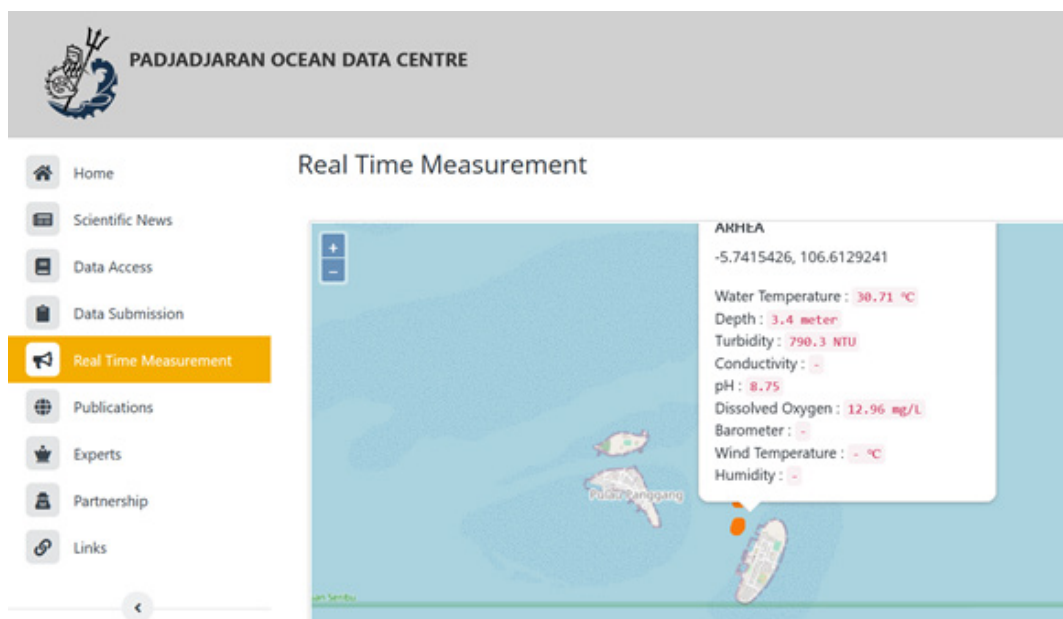 PADJADJARAN OCEAN DATA CENTRE
Home
Scientific News
Data Access
Data Submission
Real Time Measurement
Publications
Experts
Partnership
Links
Real Time Measurement
+
-
ARHEA
-5.7415426, 106.6129241
Water Temperature : 30.71 °C
Depth : 3.4 meter
Turbidity : 790.3 NTU
Conductivity : -
pH : 8.75
Dissolved Oxygen : 12.96 mg/L
Barometer : -
Wind Temperature : - °C
Humidity : -
Pulau Panggang